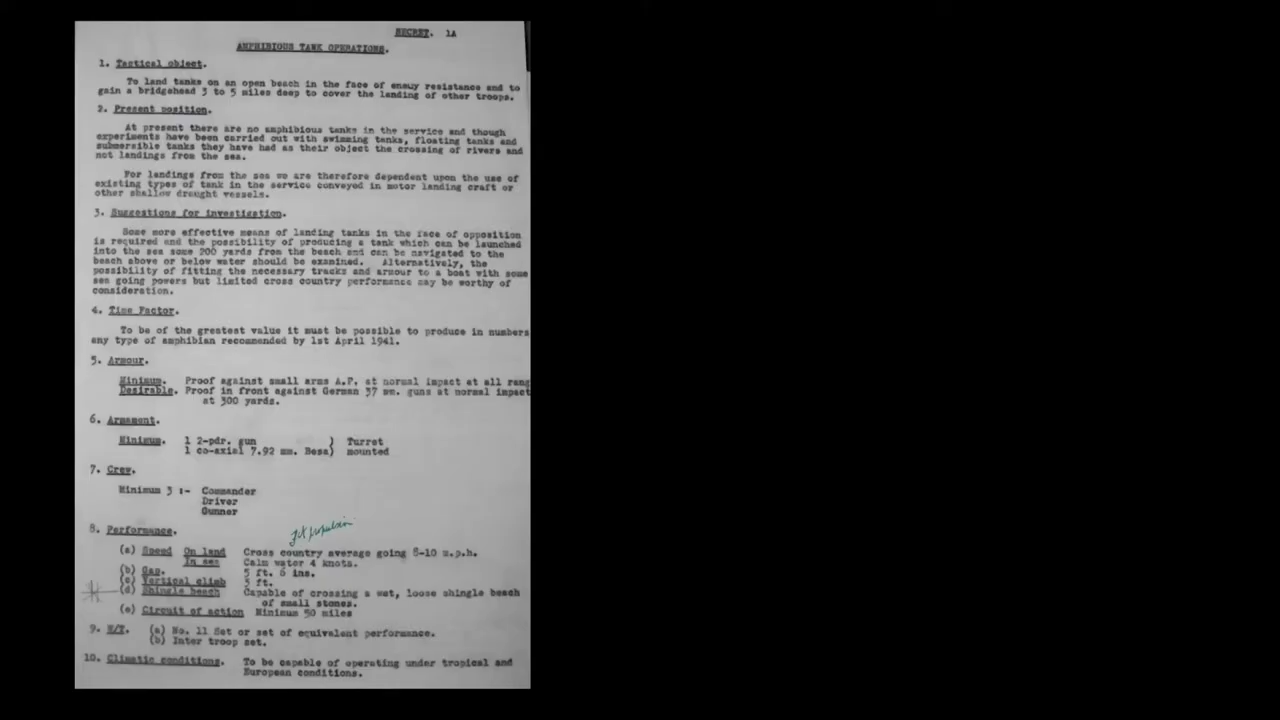 SECRET. 1A
AMPHIBIOUS TANK OPERATIONS.
1. Tactical object.
To land tanks on an open beach in the face of enemy resistance and to
gain a bridgehead 3 to 5 miles deep to cover the landing of other troops.
2. Present position.
At present there are no amphibious tanks in the service and though
experiments have been carried out with swimming tanks, floating tanks and
submersible tanks they have had as their object the crossing of rivers and
not landings from the sea.
For landings from the sea we are therefore dependent upon the use of
existing types of tank in the service conveyed in motor landing craft or
other shallow draught vessels.
3. Suggestions for investigation.
Some more effective means of landing tanks in the face of opposition
is required and the possibility of producing a tank which can be launched
into the sea some 200 yards from the beach and can be navigated to the
beach above or below water should be examined. Alternatively, the
possibility of fitting the necessary tracks and armour to a boat with some
sea going powers but limited cross country performance may be worthy of
consideration.
4. Time Factor.
To be of the greatest value it must be possible to produce in numbers
any type of amphibian recommended by 1st April 1941.
5. Armour.
Minimum. Proof against small arms A.P. at normal impact at all rang
Desirable. Proof in front against German 37 mm. guns at normal impact
at 300 yards.
6. Armament.
Minimum. 1 2-pdr. gun ) Turret
1 co-axial 7.92 mm. Besa) mounted
7. Crew.
Minimum 3 :- Commander
Driver
Gunner
Jet propulsion
8. Performance.
(a) Speed On land Cross country average going 8-10 m.p.h.
In sea Calm water 4 knots.
(b) Gap. 5 ft. 6 ins.
(c) Vertical climb 3 ft.
(d) Shingle beach Capable of crossing a wet, loose shingle beach
of small stones.
(e) Circuit of action Minimum 50 miles
9. W/T. (a) No. 11 Set or set of equivalent performance.
(b) Inter troop set.
10. Climatic conditions. To be capable of operating under tropical and
European conditions.